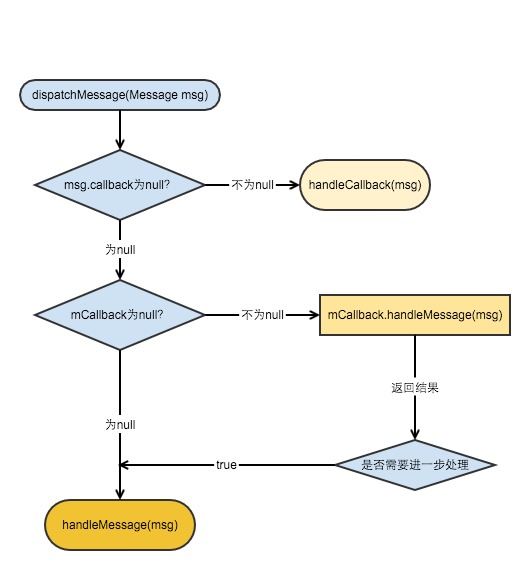 dispatchMessage(Message msg)
msg.callback为null?
不为null
handleCallback(msg)
为null
mCallback为null?
不为null
mCallback.handleMessage(msg)
返回结果
为null
true
是否需要进一步处理
handleMessage(msg)